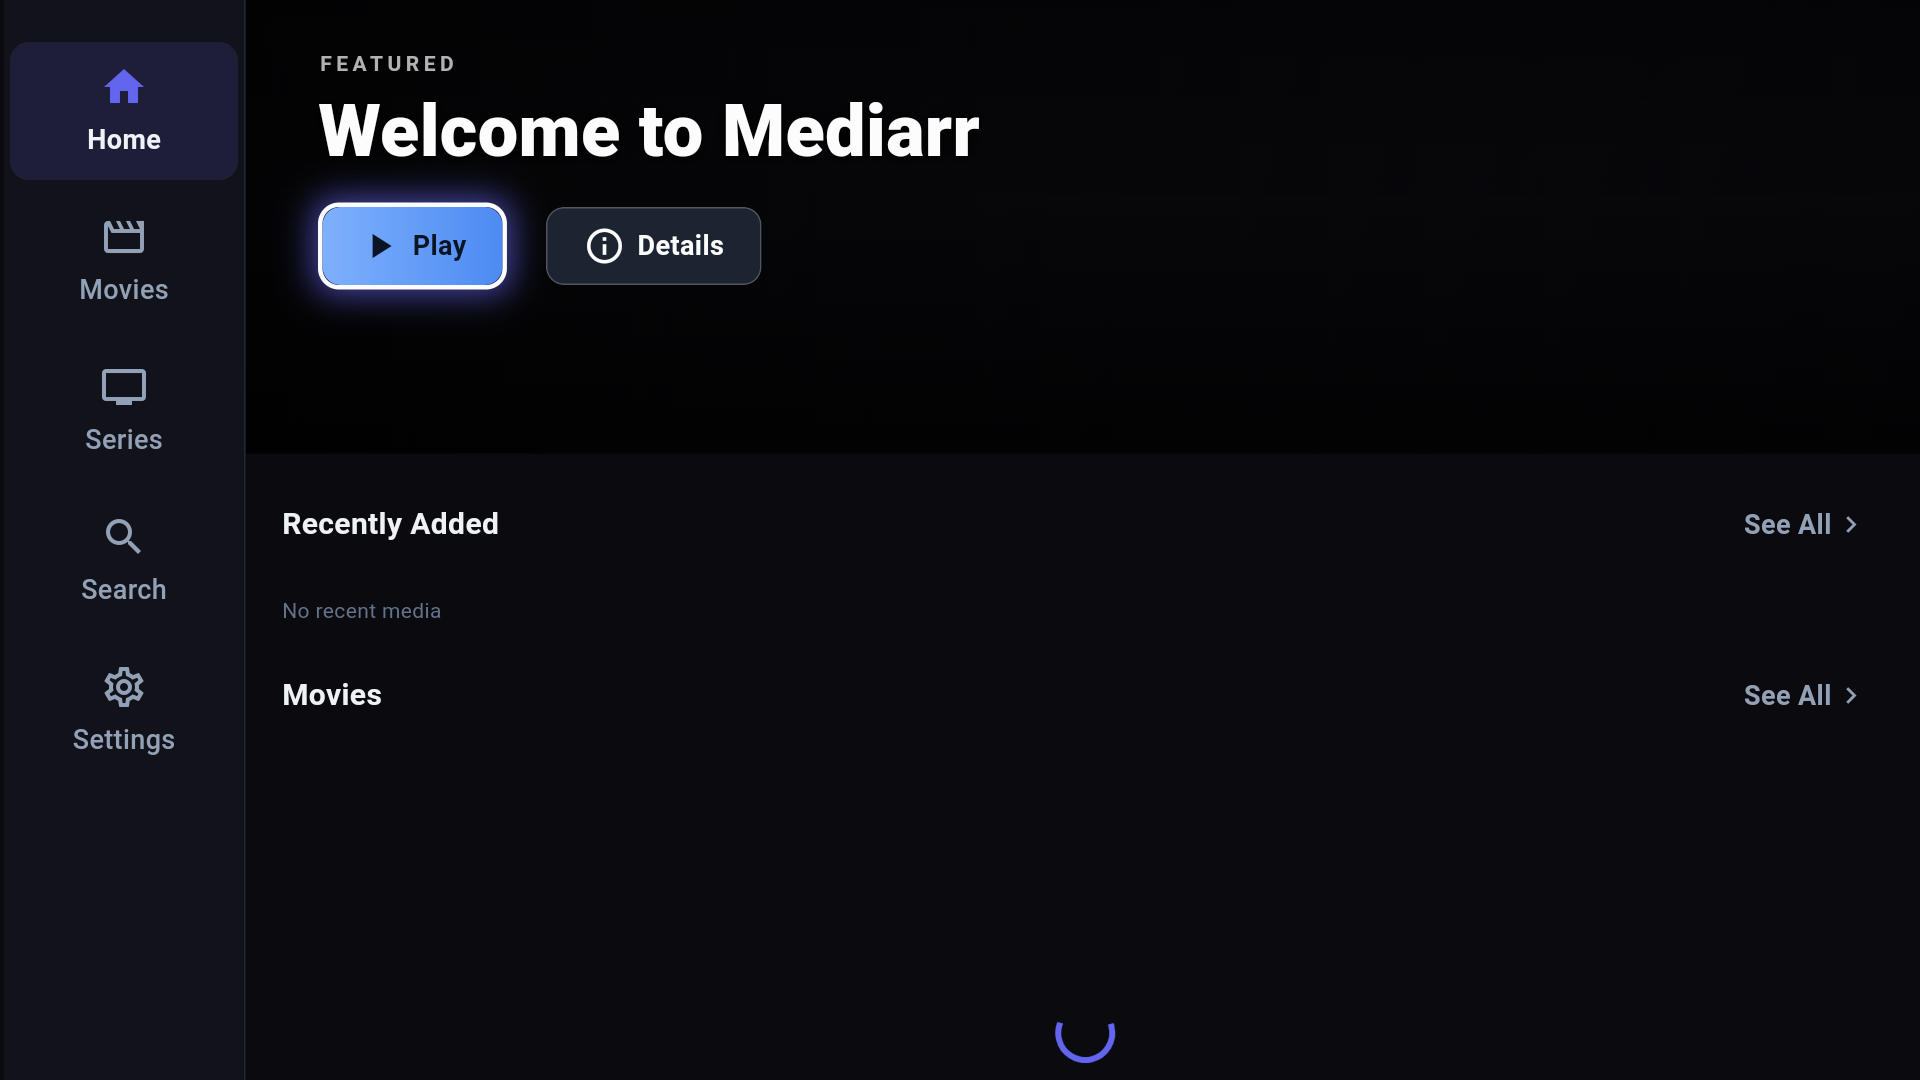 Home
Movies
Series
Search
Settings
FEATURED
Welcome to Mediarr
Play
Details
Recently Added
See All
No recent media
Movies
See All